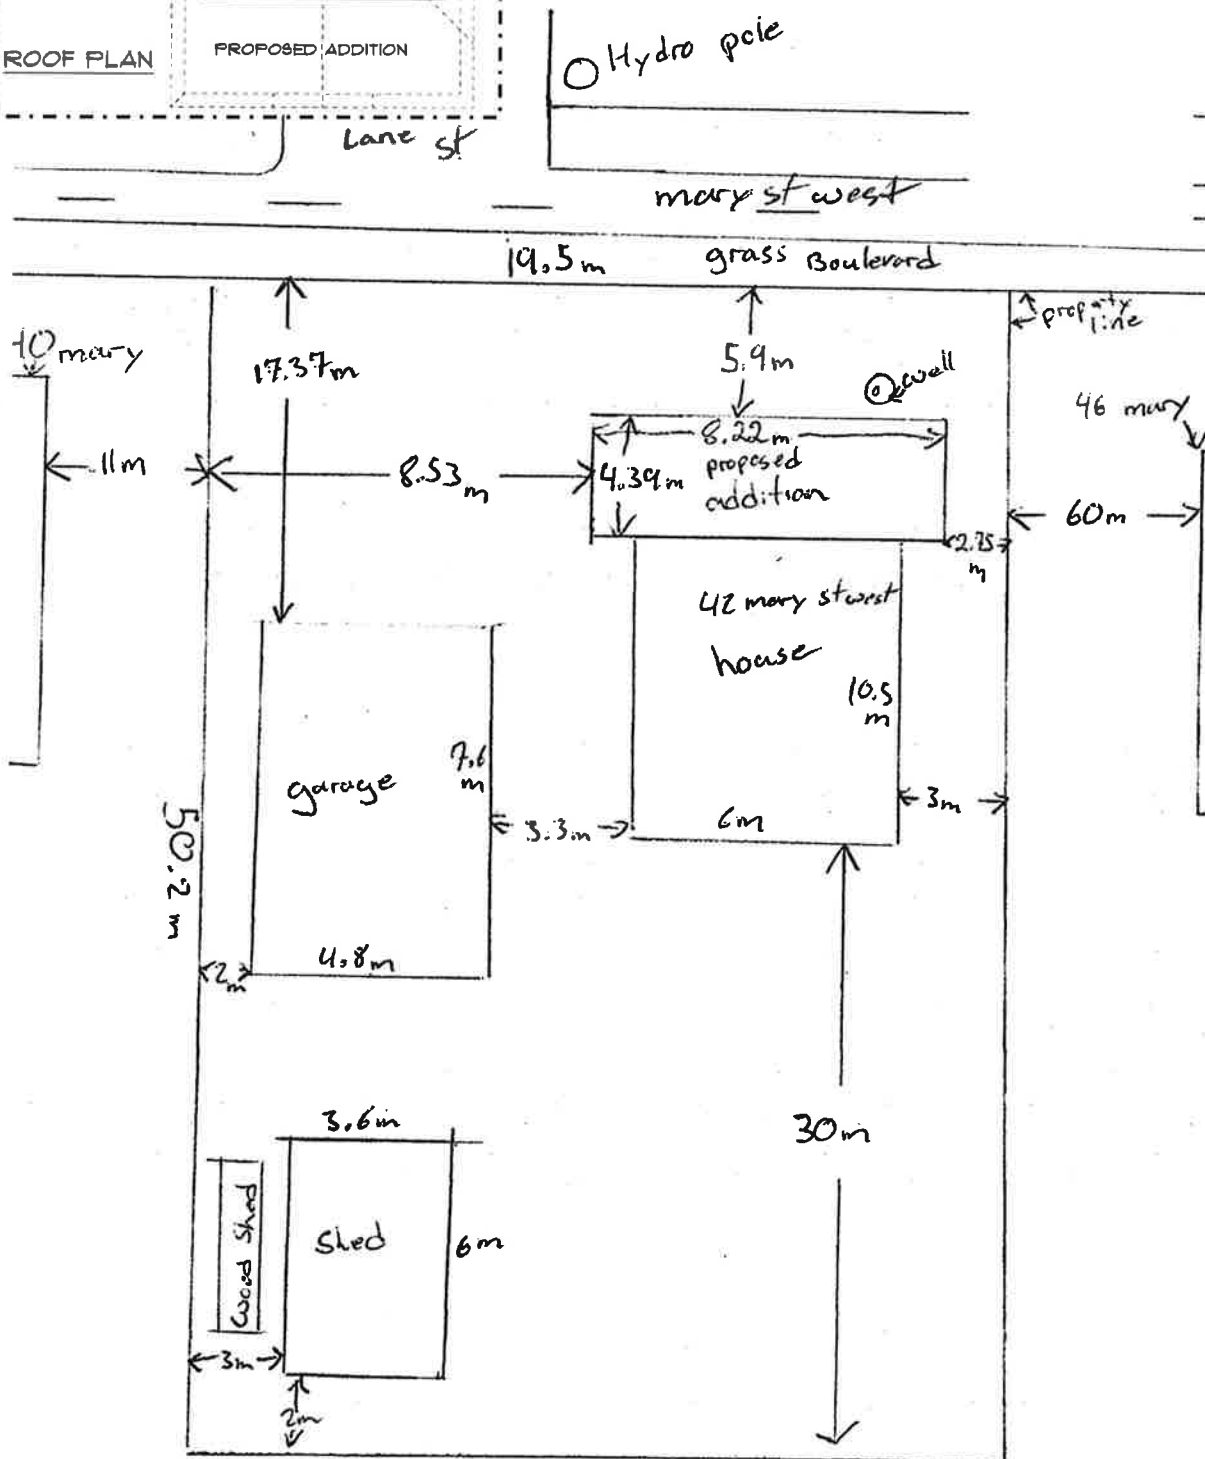 ROOF PLAN
PROPOSED ADDITION
Hydro pole
Lane st
mary st west
19.5m
grass Boulevard
property
line
40 mary
17.37m
5.9m
well
46 mary
11m
8.53m
8.22m
4.39m
proposed
addition
60m
2.75
m
42 mary st west
house
10.5
m
7.6
m
garage
3m
3.3m
6m
50.2 m
4.8m
2m
3.6m
30m
Wood Shed
Shed
6m
3m
2m